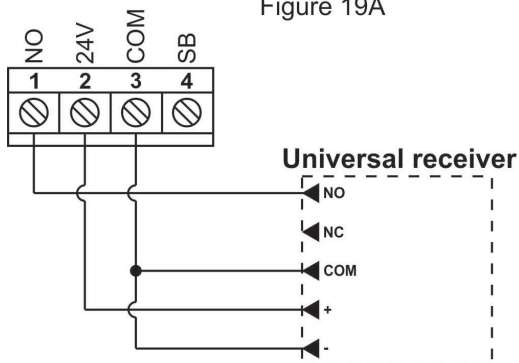 Figure 19A
NO 24V COM SB
1 2 3 4
Universal receiver
NO
NC
COM
+
-